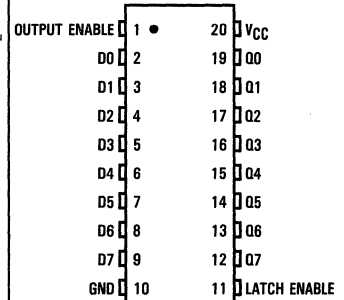 OUTPUT ENABLE 1 20 VCC
D0 2 19 Q0
D1 3 18 Q1
D2 4 17 Q2
D3 5 16 Q3
D4 6 15 Q4
D5 7 14 Q5
D6 8 13 Q6
D7 9 12 Q7
GND 10 11 LATCH ENABLE